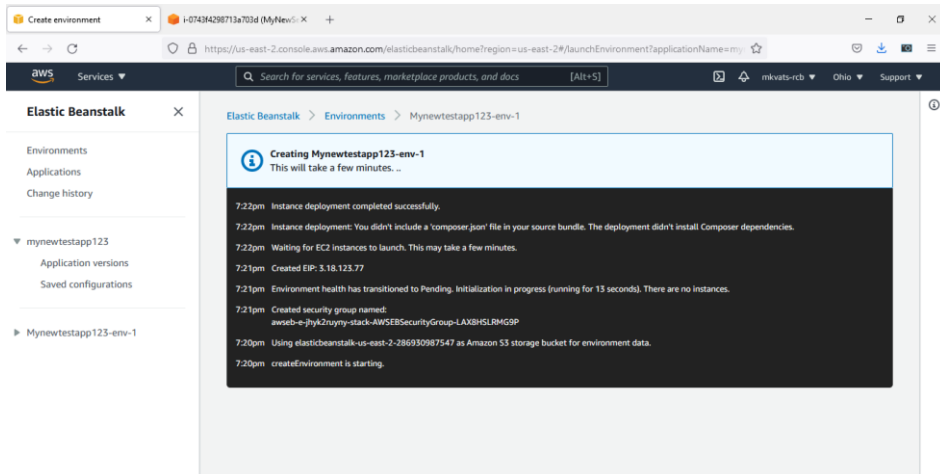 Create environment
i-0743f4298713a703d (MyNewSe
https://us-east-2.console.aws.amazon.com/elasticbeanstalk/home?region=us-east-2#/launchEnvironment?applicationName=my
aws
Services
Search for services, features, marketplace products, and docs
[Alt+S]
mkvats-rcb
Ohio
Support
Elastic Beanstalk
Environments
Applications
Change history
mynewtestapp123
Application versions
Saved configurations
Mynewtestapp123-env-1
Elastic Beanstalk > Environments > Mynewtestapp123-env-1
Creating Mynewtestapp123-env-1
This will take a few minutes. ..
7:22pm Instance deployment completed successfully.
7:22pm Instance deployment: You didn't include a 'composer.json' file in your source bundle. The deployment didn't install Composer dependencies.
7:22pm Waiting for EC2 instances to launch. This may take a few minutes.
7:21pm Created EIP: 3.18.123.77
7:21pm Environment health has transitioned to Pending. Initialization in progress (running for 13 seconds). There are no instances.
7:21pm Created security group named:
awseb-e-jhyk2ruyny-stack-AWSEBSecurityGroup-LAX8HSLRMG9P
7:20pm Using elasticbeanstalk-us-east-2-286930987547 as Amazon S3 storage bucket for environment data.
7:20pm createEnvironment is starting.